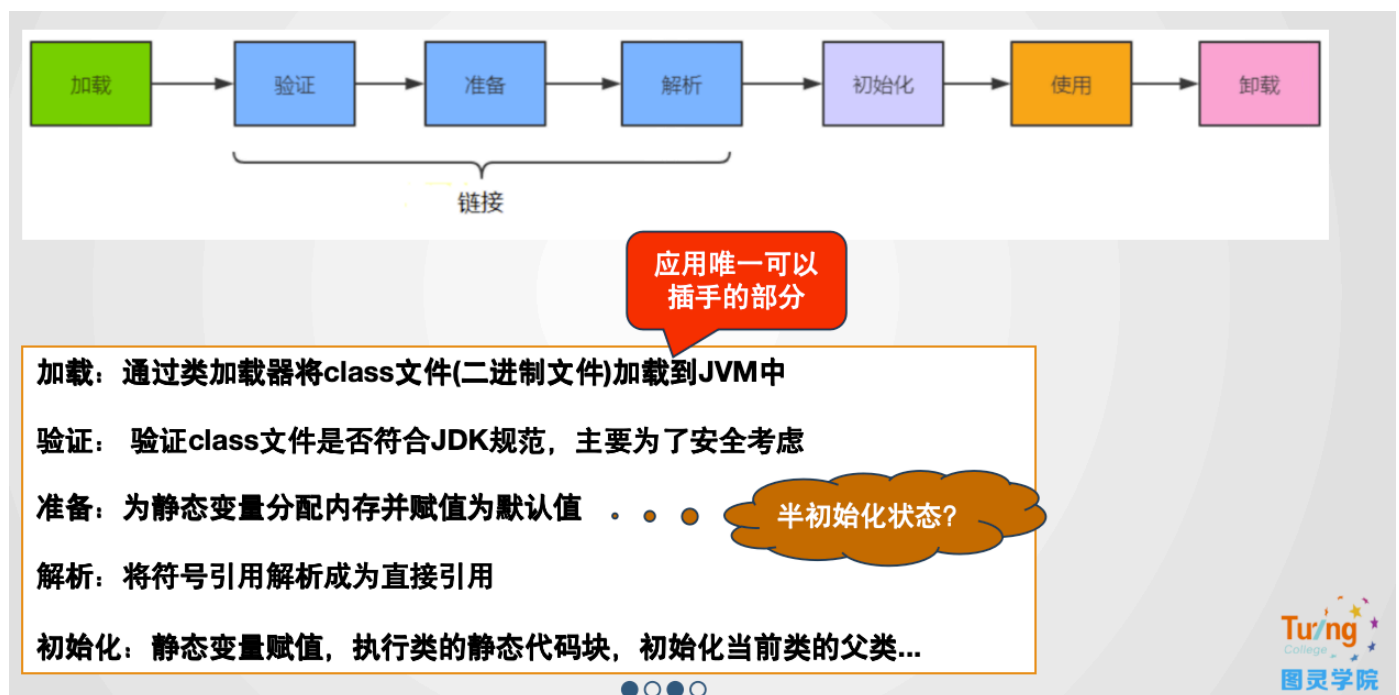 加载
验证
准备
解析
初始化
使用
卸载
链接
应用唯一可以
插手的部分
加载：通过类加载器将class文件(二进制文件)加载到JVM中
验证： 验证class文件是否符合JDK规范，主要为了安全考虑
准备：为静态变量分配内存并赋值为默认值
半初始化状态?
解析：将符号引用解析成为直接引用
初始化：静态变量赋值，执行类的静态代码块，初始化当前类的父类...
Turing
College
图灵学院